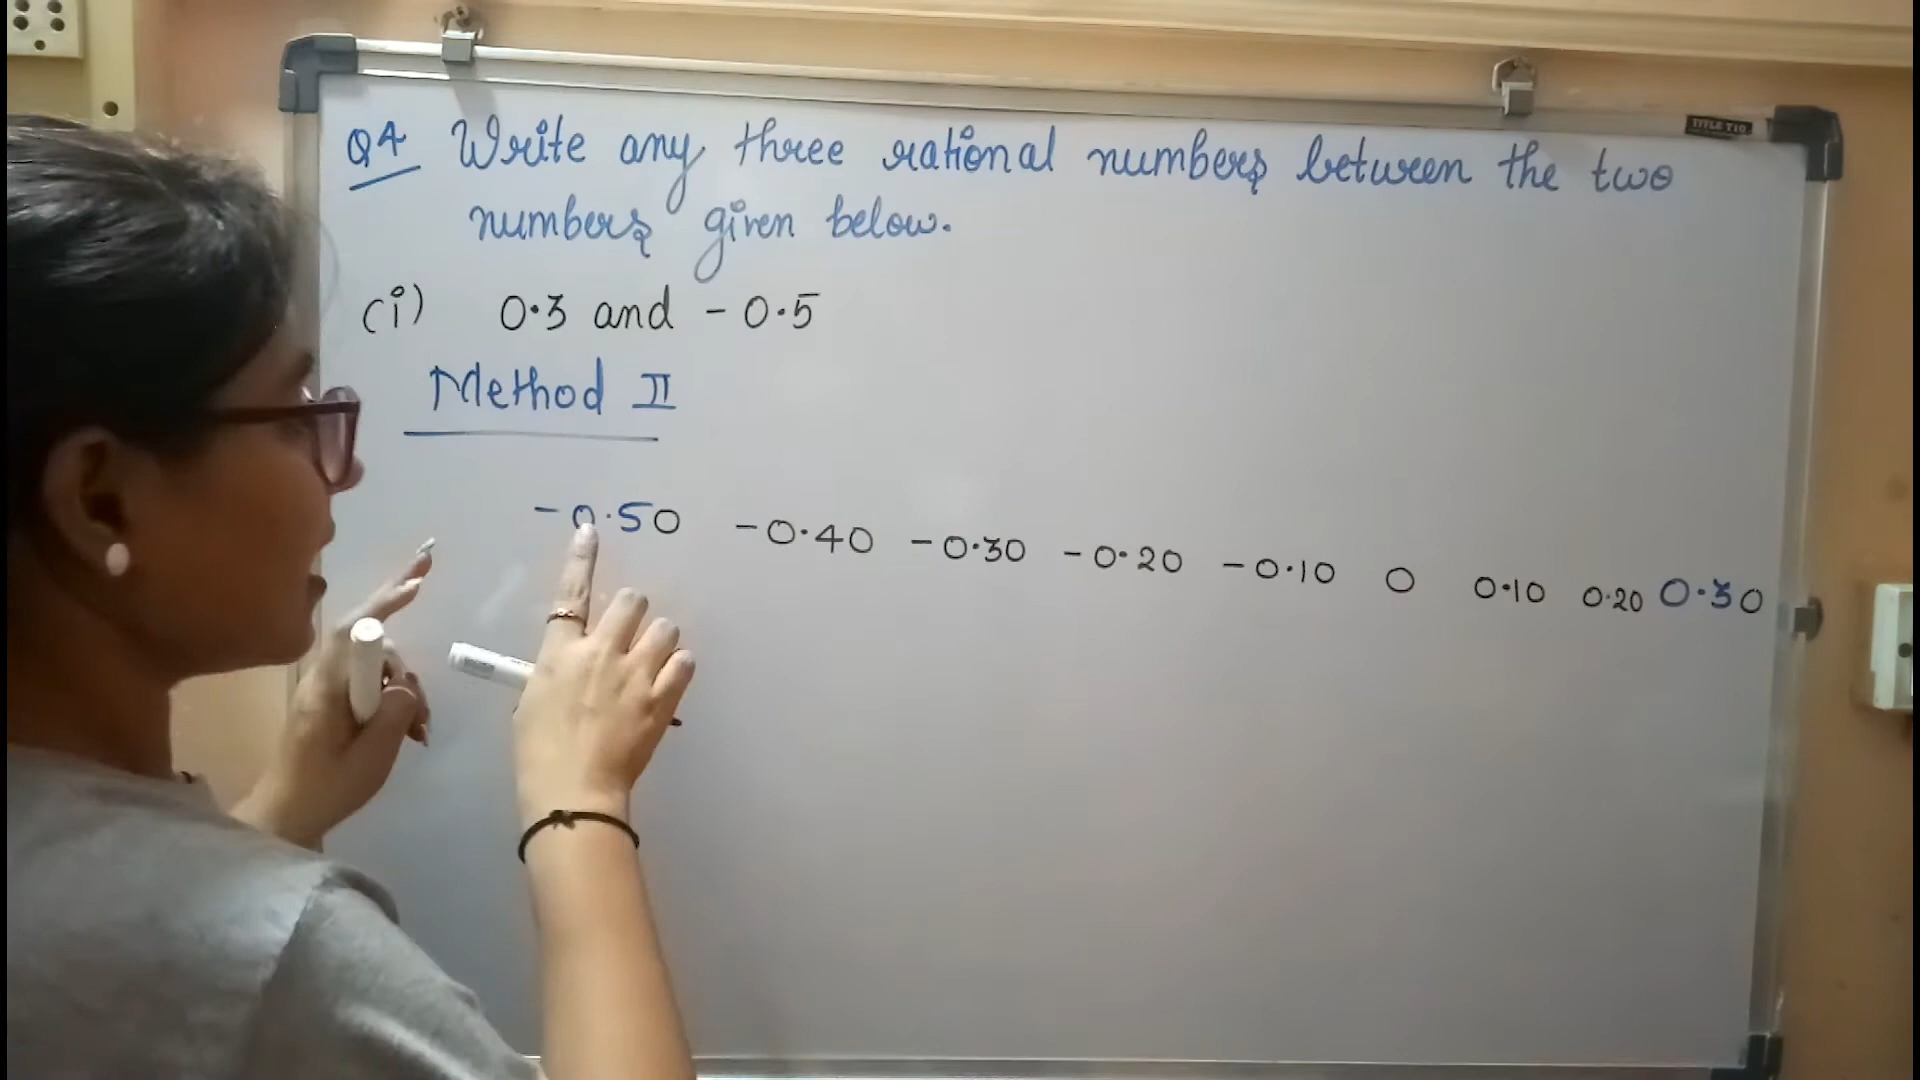 Q4 Write any three rational numbers between the two
numbers given below.
(i) 0.3 and - 0.5
Method II
-0.50 -0.40 -0.30 -0.20 -0.10 0 0.10 0.20 0.30